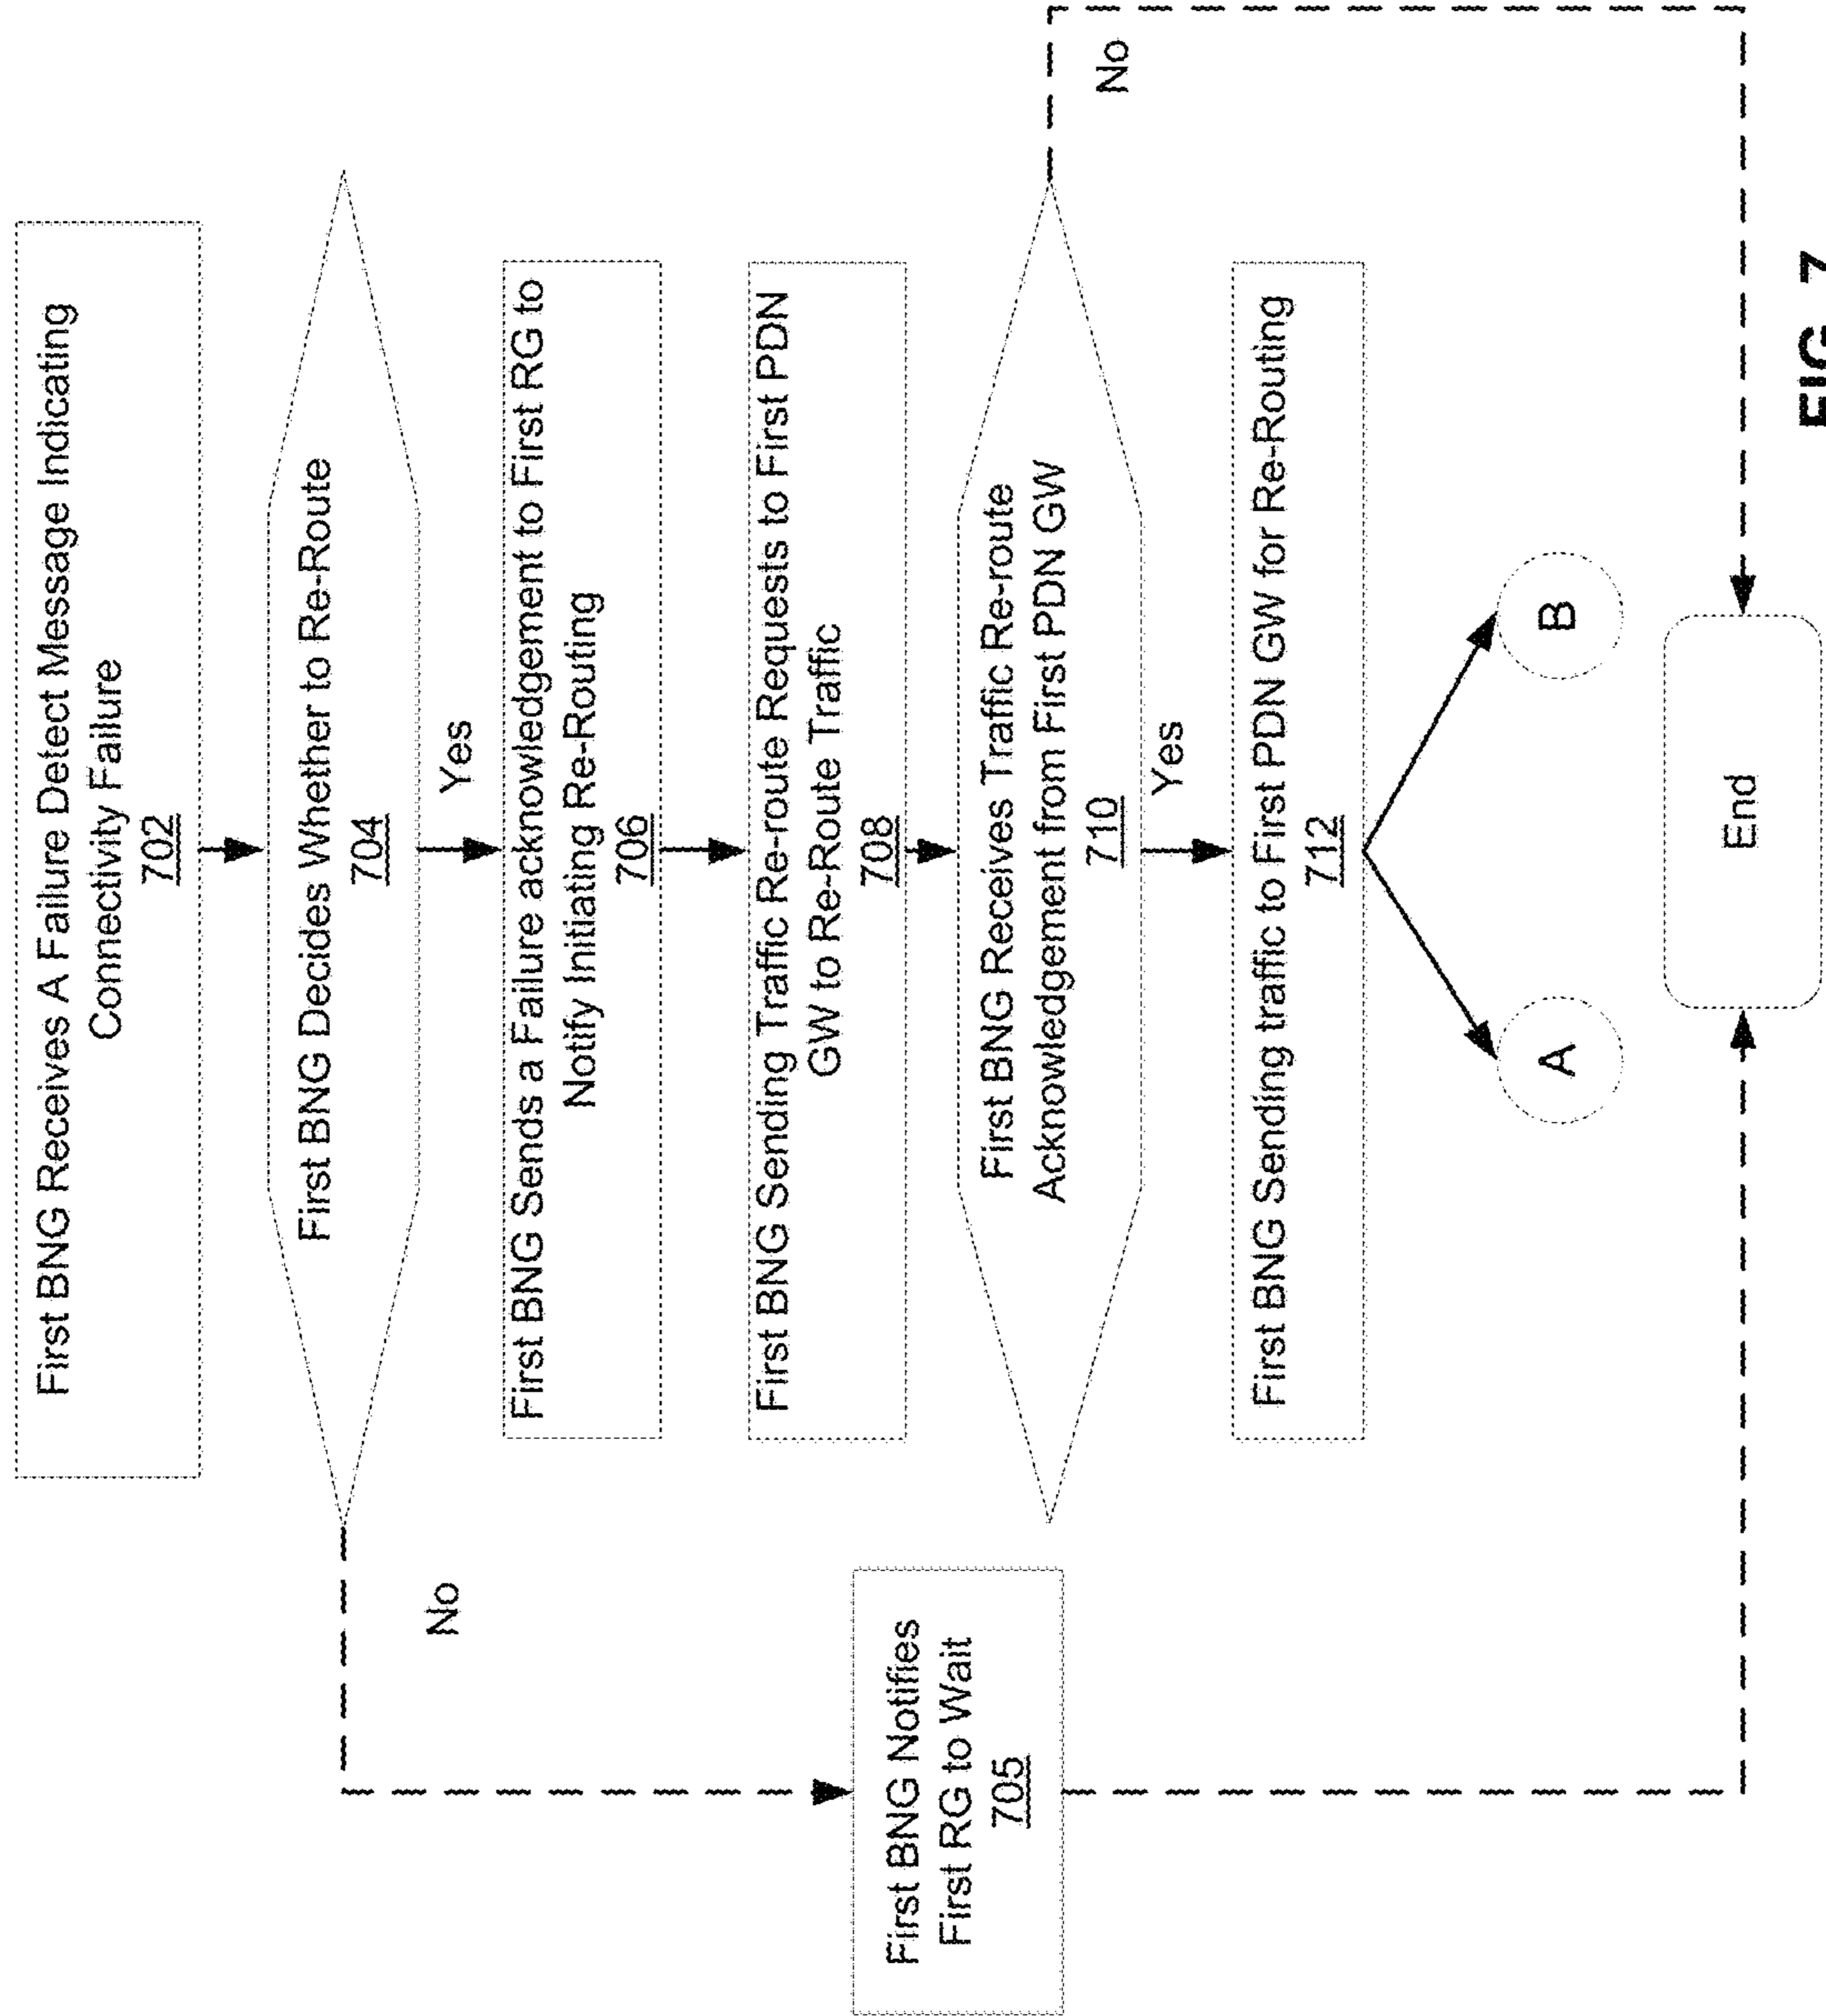 First BNG Receives A Failure Detect Message Indicating
Connectivity Failure
702
First BNG Decides Whether to Re-Route
704
No
Yes
First BNG Sends a Failure acknowledgement to First RG to
Notify Initiating Re-Routing
706
First BNG Notifies
First RG to Wait
705
First BNG Sending Traffic Re-route Requests to First PDN
GW to Re-Route Traffic
708
First BNG Receives Traffic Re-route
Acknowledgement from First PDN GW
710
No
Yes
First BNG Sending traffic to First PDN GW for Re-Routing
712
A
B
End
FIG. 7